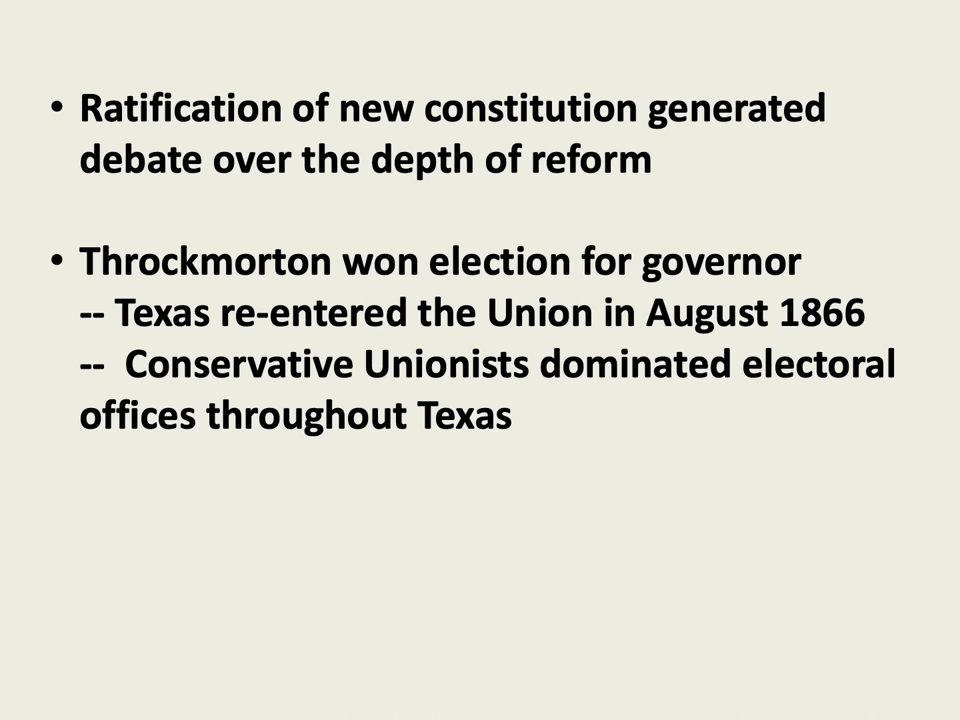 • Ratification of new constitution generated
debate over the depth of reform
• Throckmorton won election for governor
-- Texas re-entered the Union in August 1866
-- Conservative Unionists dominated electoral
offices throughout Texas